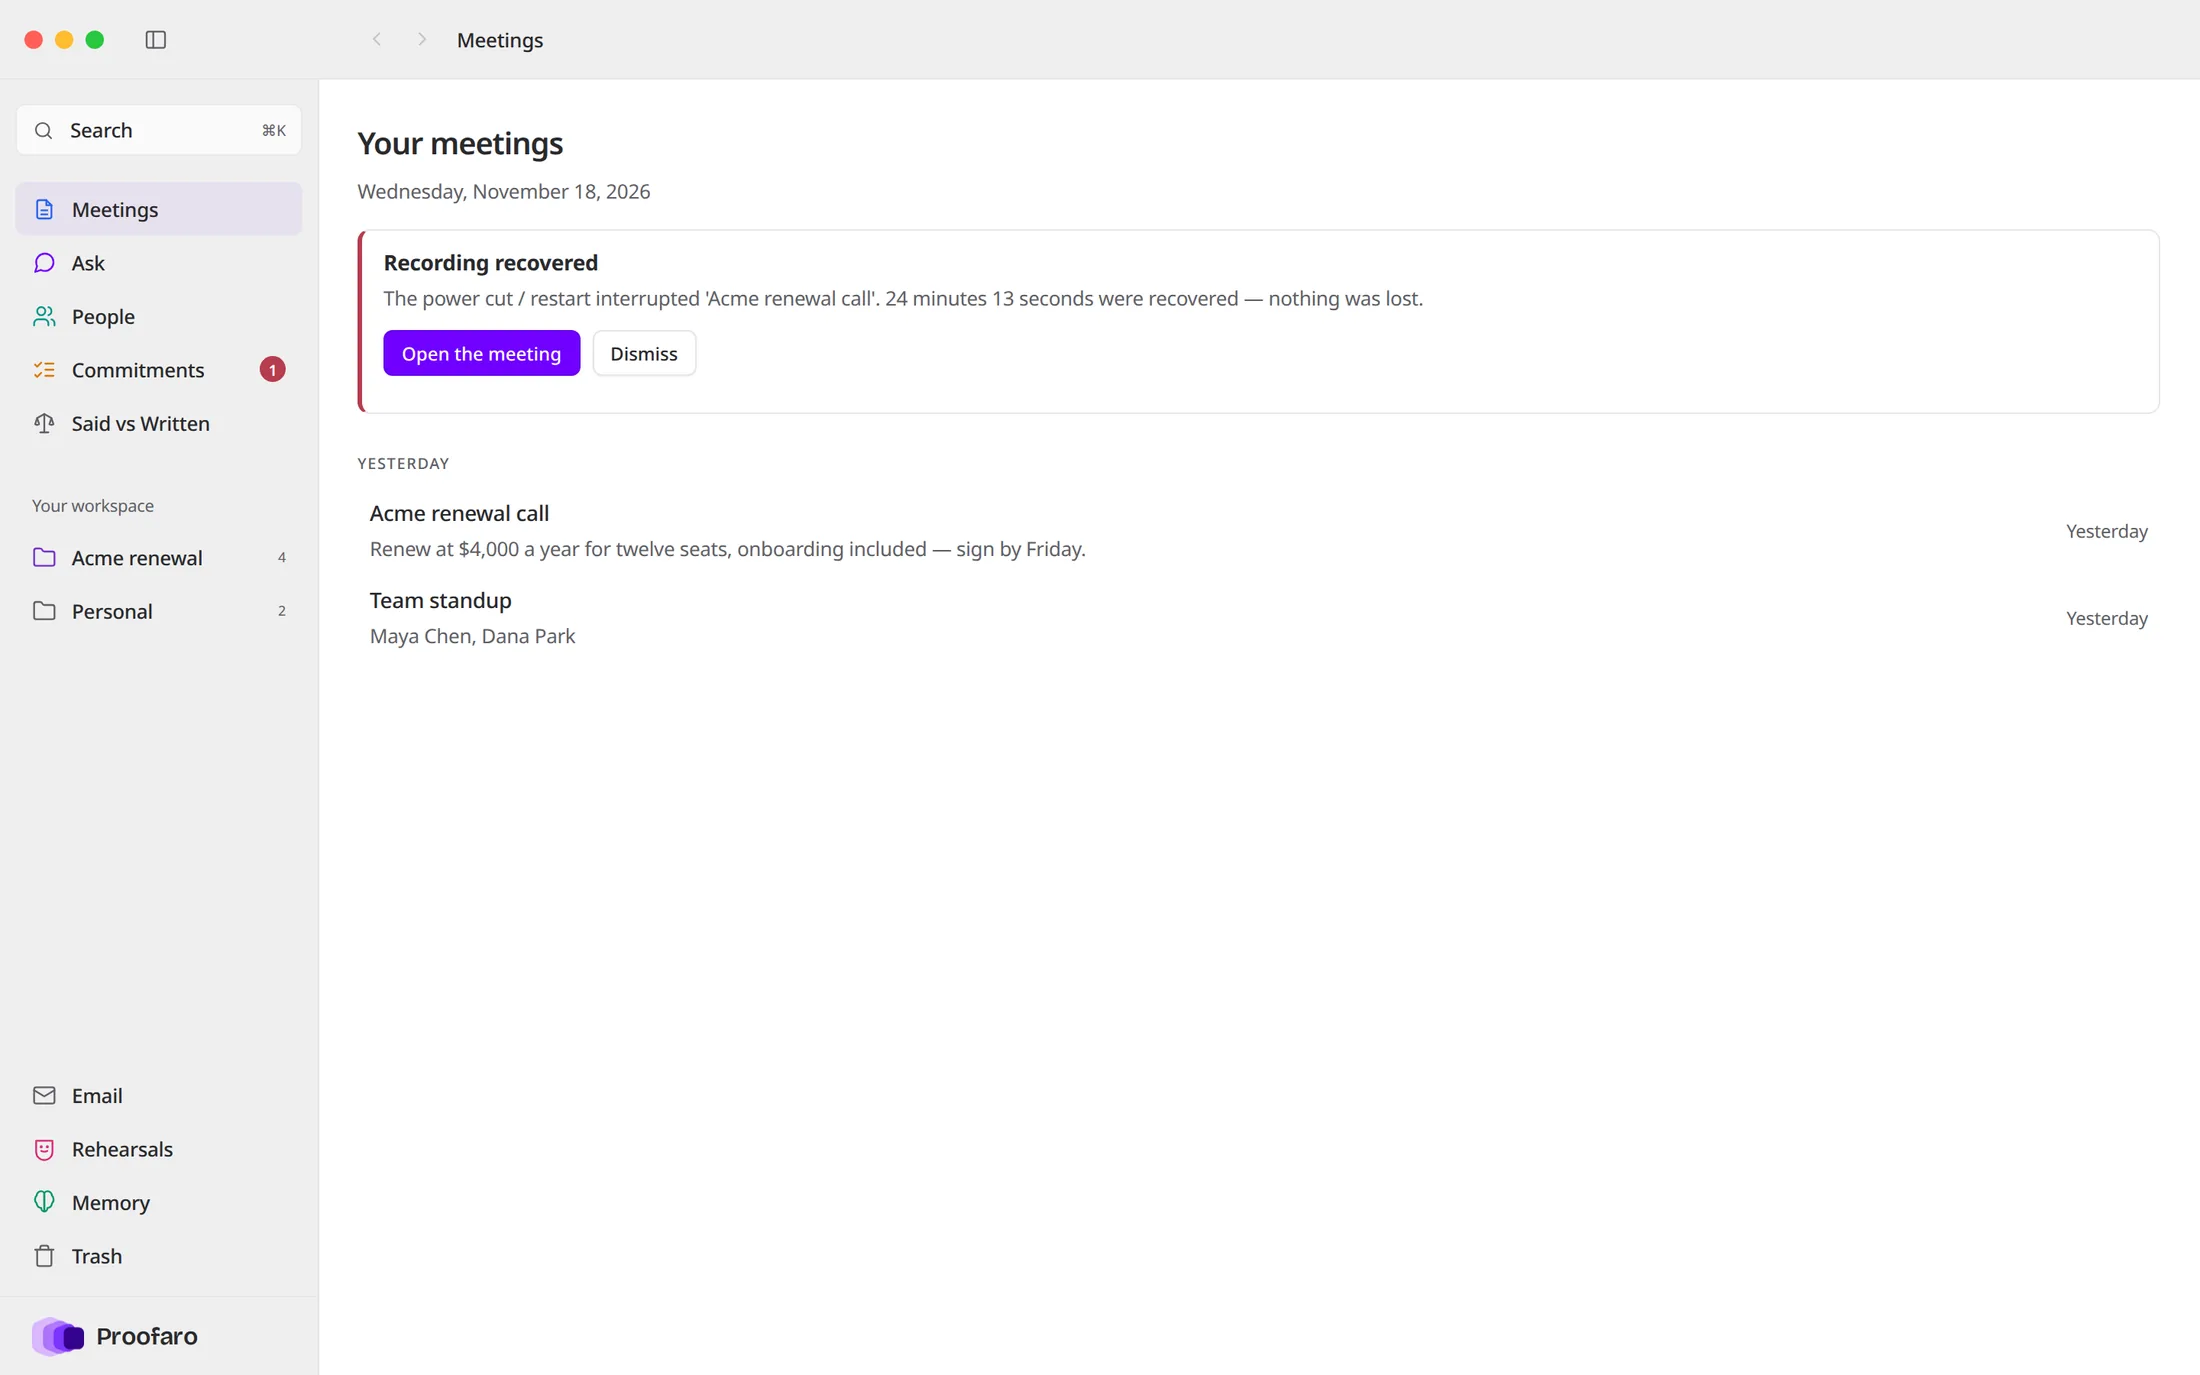 Meetings
Search ⌘K
Meetings
Ask
People
Commitments 1
Said vs Written
Your workspace
Acme renewal 4
Personal 2
Email
Rehearsals
Memory
Trash
Proofaro
Your meetings
Wednesday, November 18, 2026
Recording recovered
The power cut / restart interrupted 'Acme renewal call'. 24 minutes 13 seconds were recovered — nothing was lost.
Open the meeting Dismiss
YESTERDAY
Acme renewal call
Renew at $4,000 a year for twelve seats, onboarding included — sign by Friday.
Yesterday
Team standup
Maya Chen, Dana Park
Yesterday